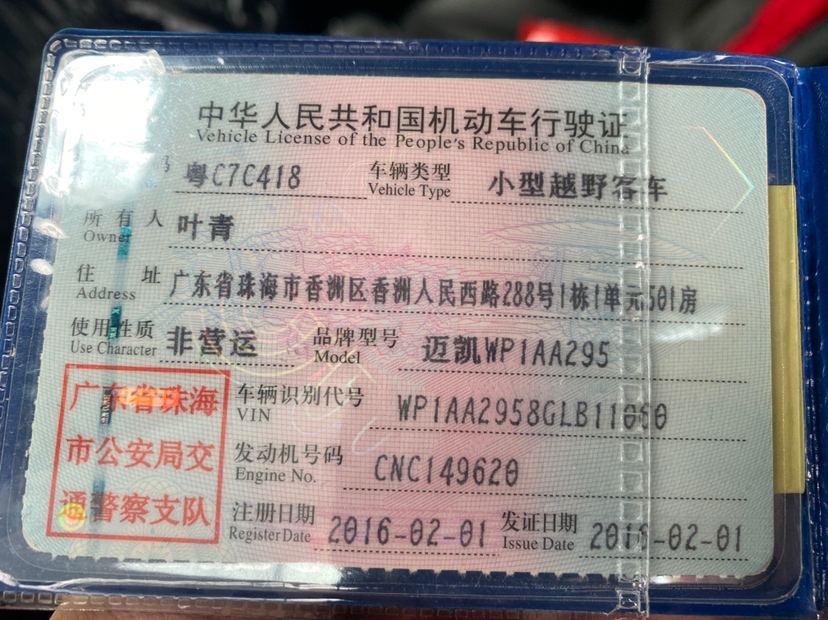 中华人民共和国机动车行驶证
Vehicle License of the People's Republic of China
码 粤C7C418 车辆类型 Vehicle Type 小型越野客车
所有人 Owner 叶青
住址 Address 广东省珠海市香洲区香洲人民西路288号1栋1单元501房
使用性质 Use Character 非营运 品牌型号 Model 迈凯WP1AA295
广东省珠海
市公安局交
通警察支队
车辆识别代号 VIN WP1AA2958GLB11060
发动机号码 Engine No. CNC149620
注册日期 Register Date 2016-02-01 发证日期 Issue Date 2016-02-01